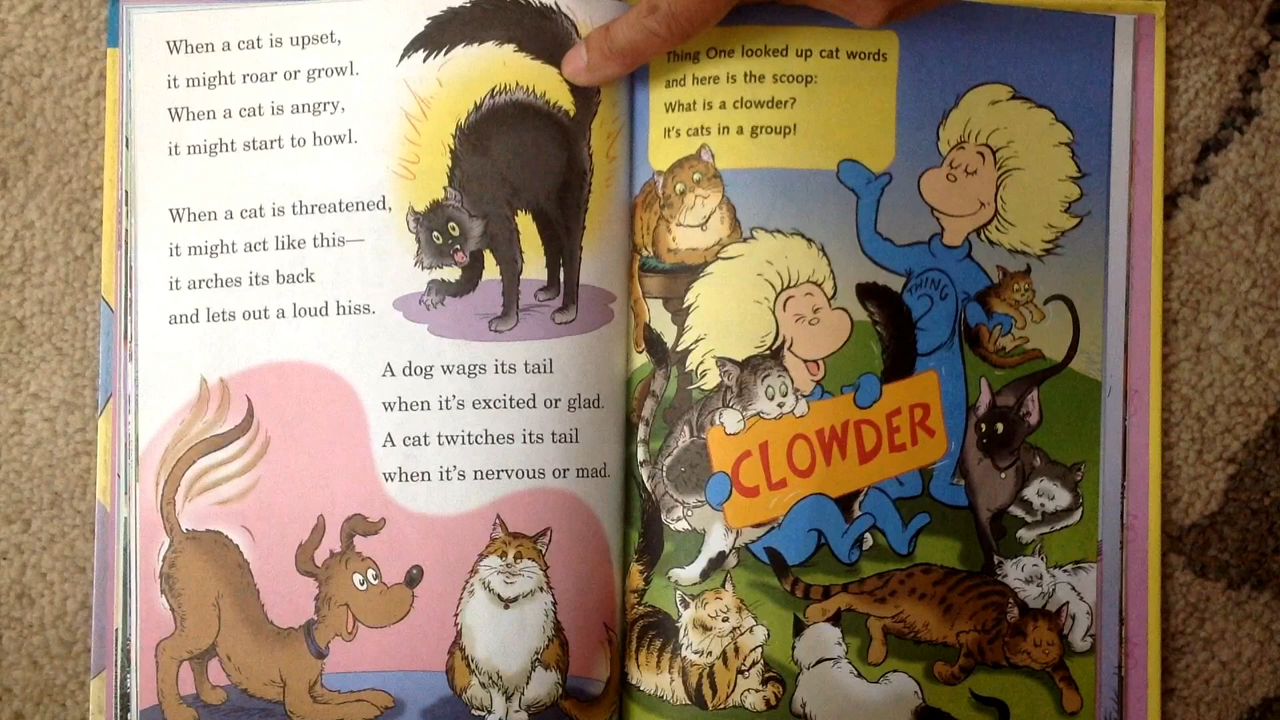 When a cat is upset,
it might roar or growl.
When a cat is angry,
it might start to howl.
When a cat is threatened,
it might act like this—
it arches its back
and lets out a loud hiss.
A dog wags its tail
when it's excited or glad.
A cat twitches its tail
when it's nervous or mad.
Thing One looked up cat words
and here is the scoop:
What is a clowder?
It's cats in a group!
THING
2
CLOWDER